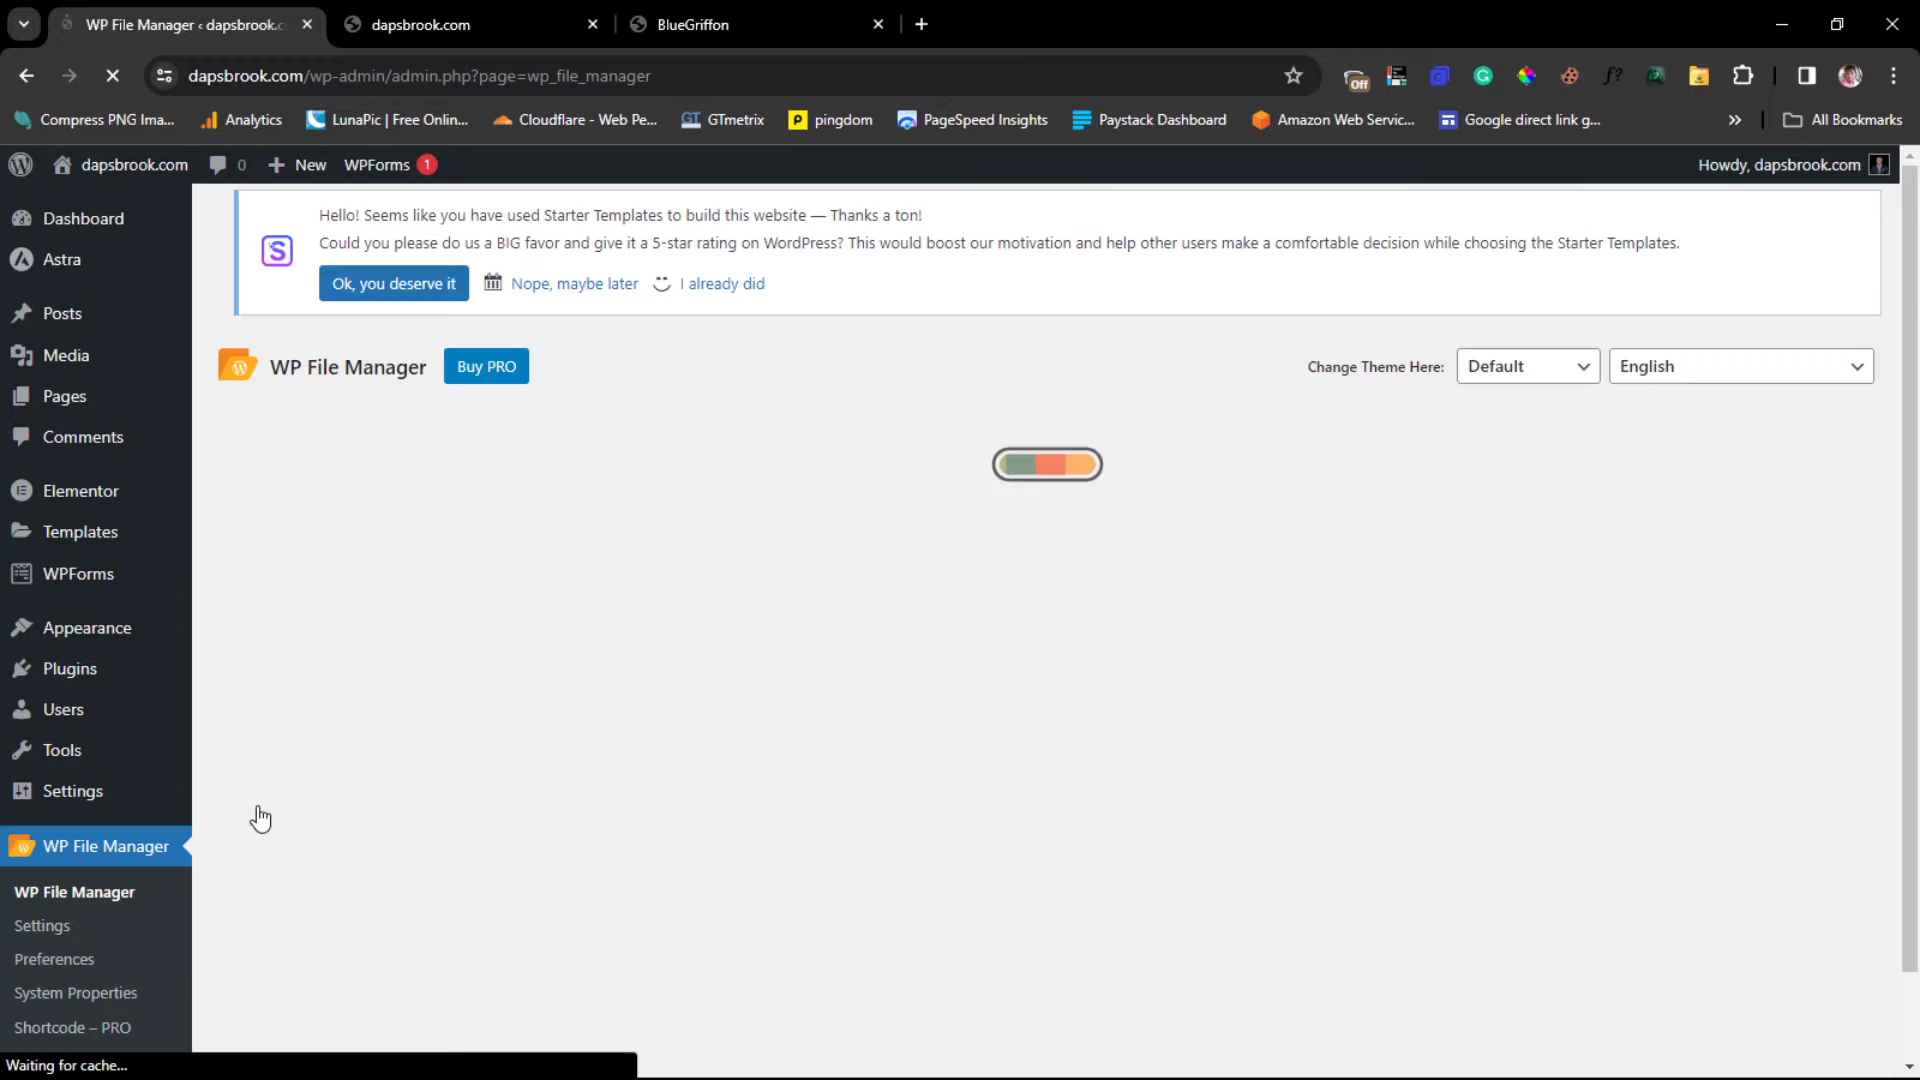 WP File Manager ‹ dapsbrook.c
dapsbrook.com
BlueGriffon
dapsbrook.com/wp-admin/admin.php?page=wp_file_manager
Off
f?
Compress PNG Ima...
Analytics
LunaPic | Free Onlin...
Cloudflare - Web Pe...
GT
GTmetrix
pingdom
PageSpeed Insights
Paystack Dashboard
Amazon Web Servic...
Google direct link g...
»
All Bookmarks
dapsbrook.com
0
New
WPForms 1
Howdy, dapsbrook.com
Dashboard
Astra
Posts
Media
Pages
Comments
Elementor
Templates
WPForms
Appearance
Plugins
Users
Tools
Settings
WP File Manager
WP File Manager
Settings
Preferences
System Properties
Shortcode – PRO
Hello! Seems like you have used Starter Templates to build this website — Thanks a ton!
Could you please do us a BIG favor and give it a 5-star rating on WordPress? This would boost our motivation and help other users make a comfortable decision while choosing the Starter Templates.
Ok, you deserve it
Nope, maybe later
I already did
WP File Manager
Buy PRO
Change Theme Here:
Default
English
Waiting for cache...